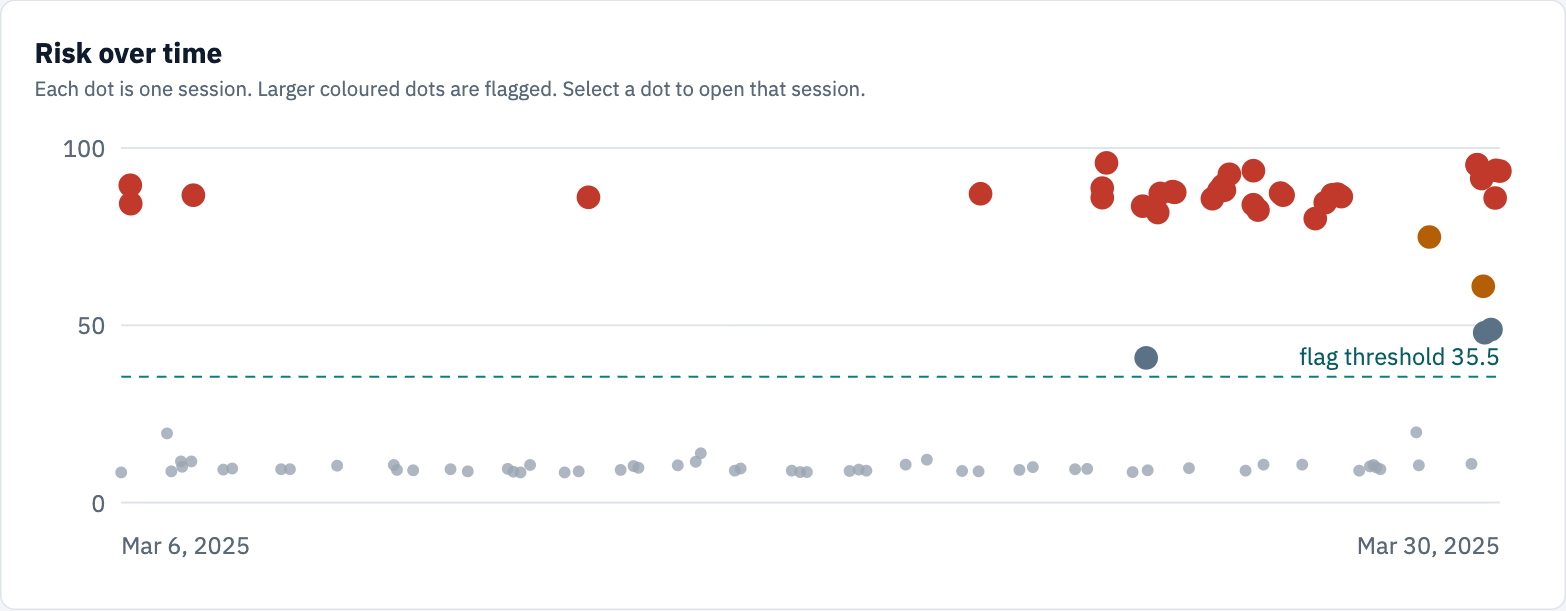 Risk over time
Each dot is one session. Larger coloured dots are flagged. Select a dot to open that session.
100
50
flag threshold 35.5
0
Mar 6, 2025
Mar 30, 2025